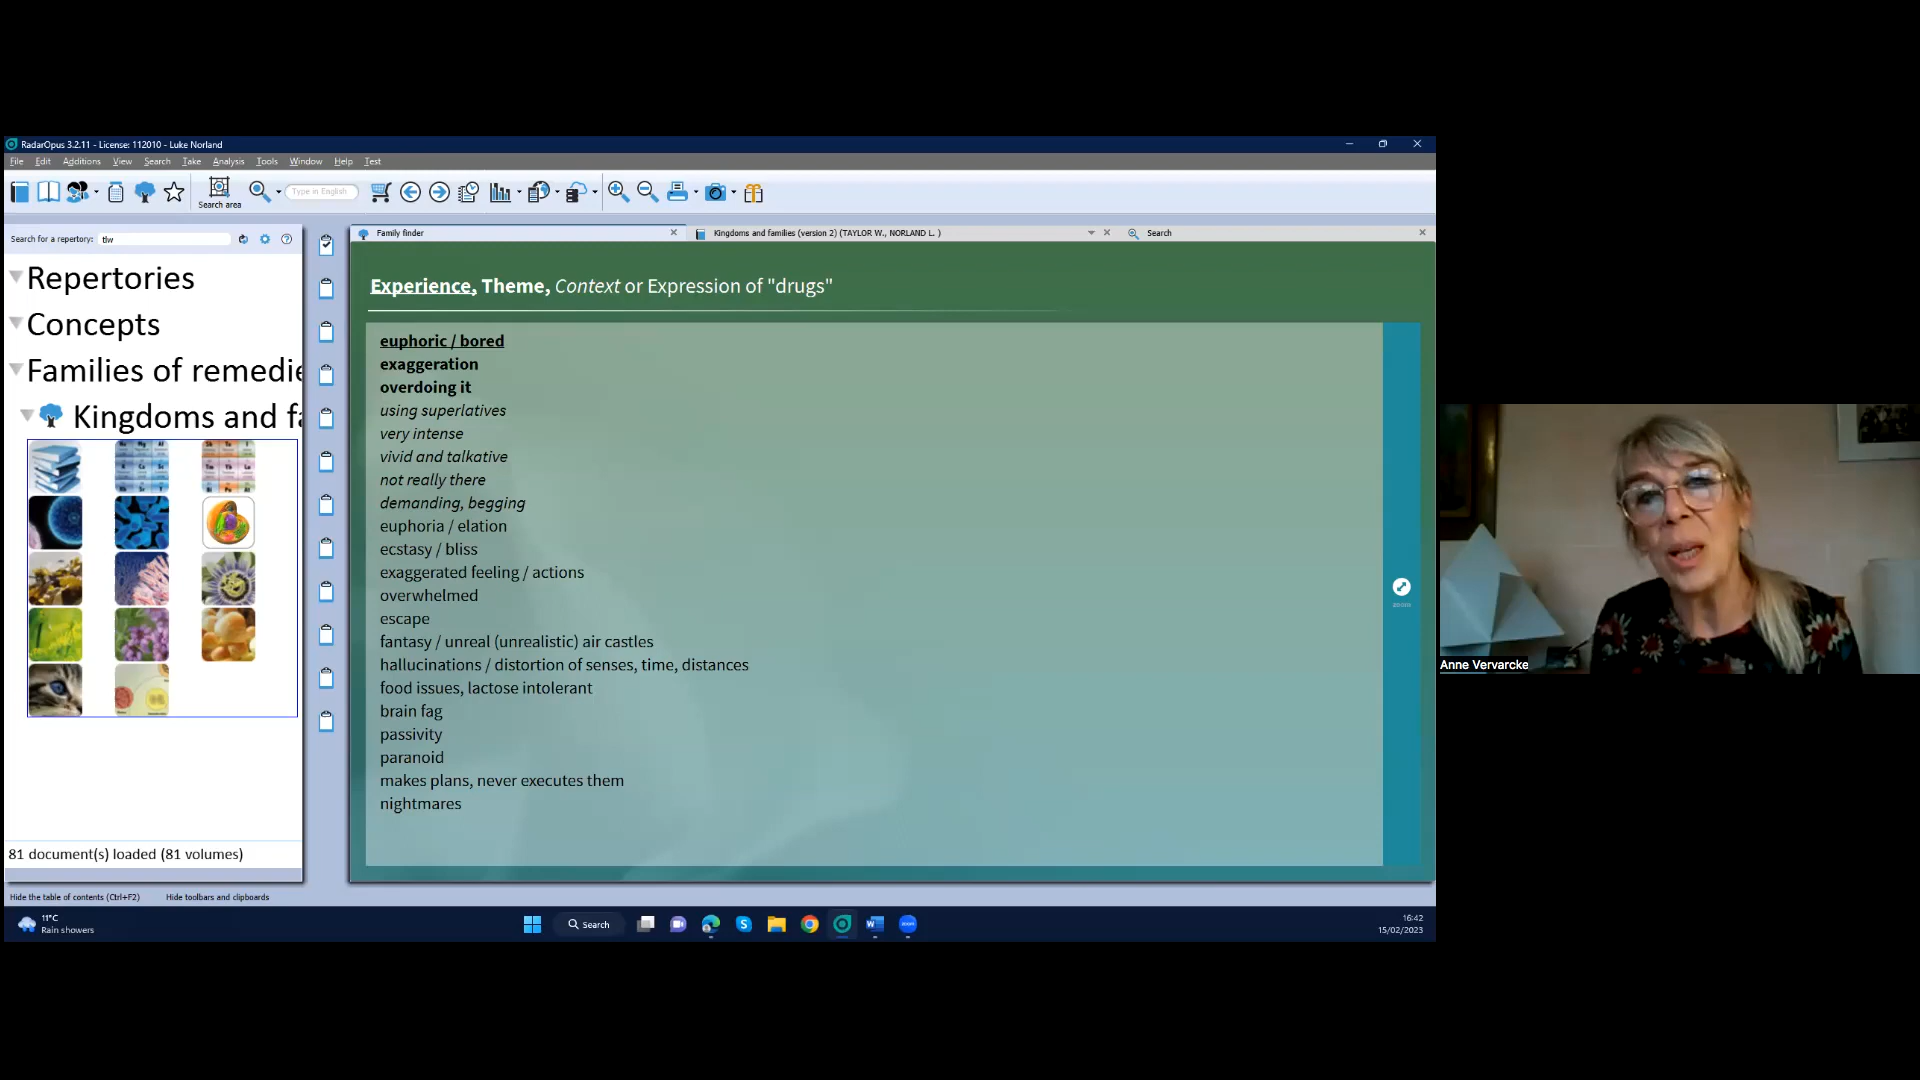 RadarOpus 3.2.11 - License: 112010 - Luke Norland
File Edit Additions View Search Take Analysis Tools Window Help Test
Search area
Type in English
Search for a repertory: tlw
Family finder
Kingdoms and families (version 2) (TAYLOR W., NORLAND L. )
Search
Repertories
Concepts
Families of remedie
Kingdoms and fa
Experience, Theme, Context or Expression of "drugs"
euphoric / bored
exaggeration
overdoing it
using superlatives
very intense
vivid and talkative
not really there
demanding, begging
euphoria / elation
ecstasy / bliss
exaggerated feeling / actions
overwhelmed
escape
fantasy / unreal (unrealistic) air castles
hallucinations / distortion of senses, time, distances
food issues, lactose intolerant
brain fag
passivity
paranoid
makes plans, never executes them
nightmares
Anne Vervarcke
81 document(s) loaded (81 volumes)
Hide the table of contents (Ctrl+F2) Hide toolbars and clipboards
11°C
Rain showers
Search
16:42
15/02/2023